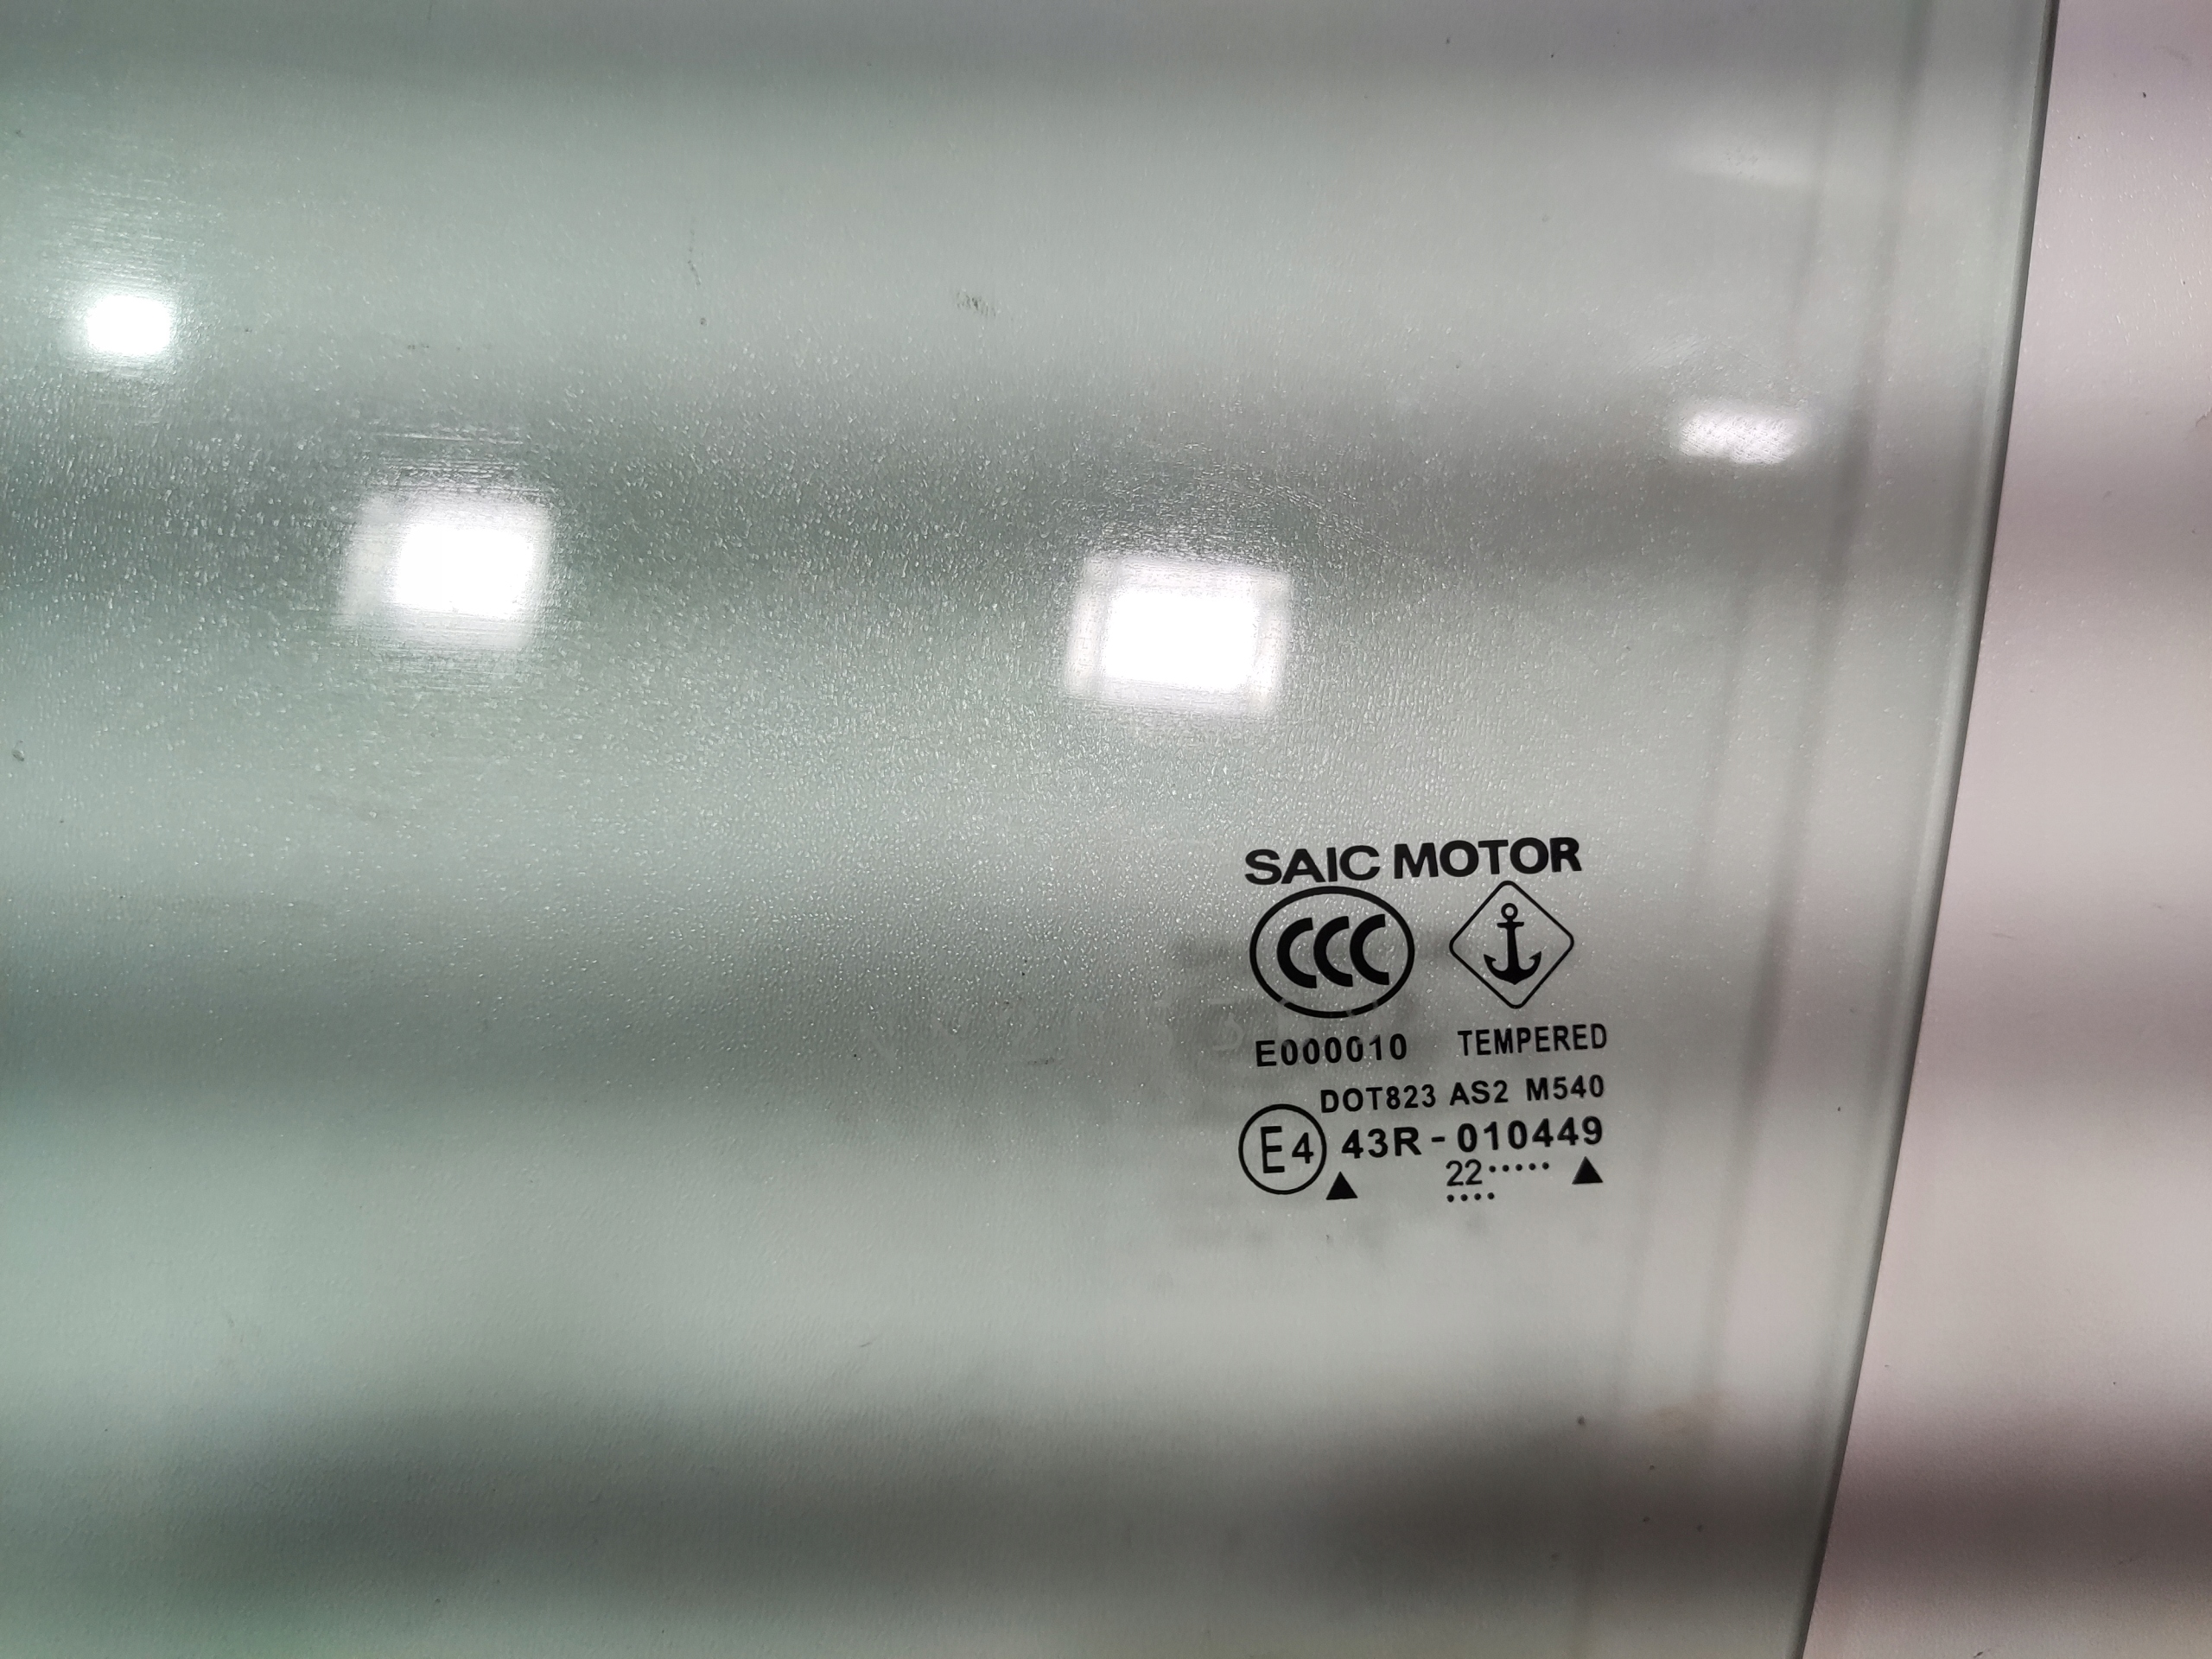 SAIC MOTOR
CCC
E000010 TEMPERED
DOT823 AS2 M540
E4 43R-010449
22·····
····